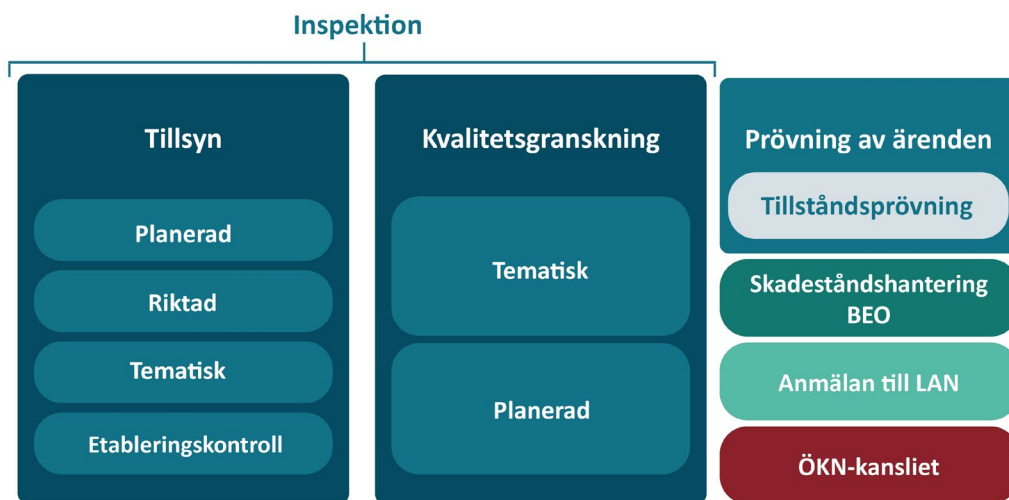 Inspektion
Tillsyn
Planerad
Riktad
Tematisk
Etableringskontroll
Kvalitetsgranskning
Tematisk
Planerad
Prövning av ärenden
Tillståndsprövning
Skadeståndshantering
BEO
Anmälan till LAN
ÖKN-kansliet